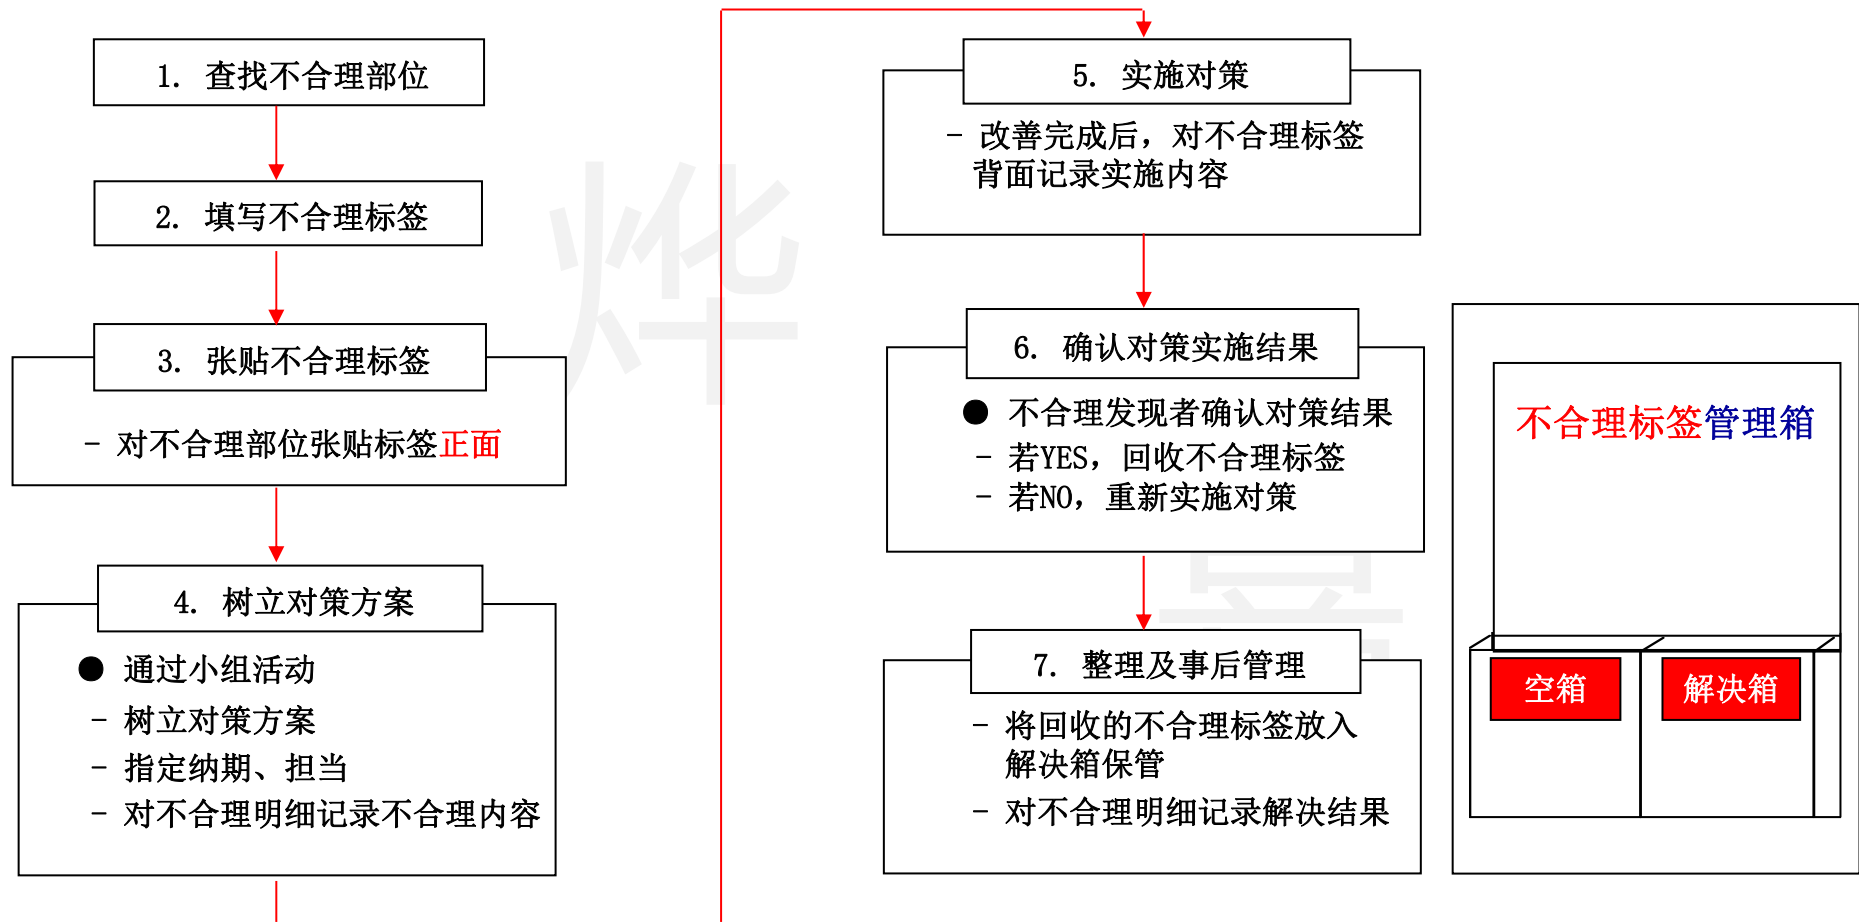 1. 查找不合理部位
2. 填写不合理标签
3. 张贴不合理标签
- 对不合理部位张贴标签正面
4. 树立对策方案
● 通过小组活动
- 树立对策方案
- 指定纳期、担当
- 对不合理明细记录不合理内容
5. 实施对策
- 改善完成后，对不合理标签
背面记录实施内容
6. 确认对策实施结果
● 不合理发现者确认对策结果
- 若YES，回收不合理标签
- 若NO，重新实施对策
7. 整理及事后管理
- 将回收的不合理标签放入
解决箱保管
- 对不合理明细记录解决结果
不合理标签管理箱
空箱
解决箱
烨